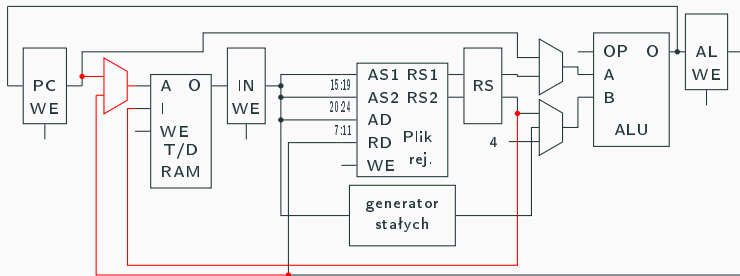 PC
WE
A O
I
WE
T/D
RAM
IN
WE
15:19
20:24
7:11
AS1 RS1
AS2 RS2
AD
RD
WE
Plik
rej.
RS
generator
stałych
4
OP O
A
B
ALU
AL
WE